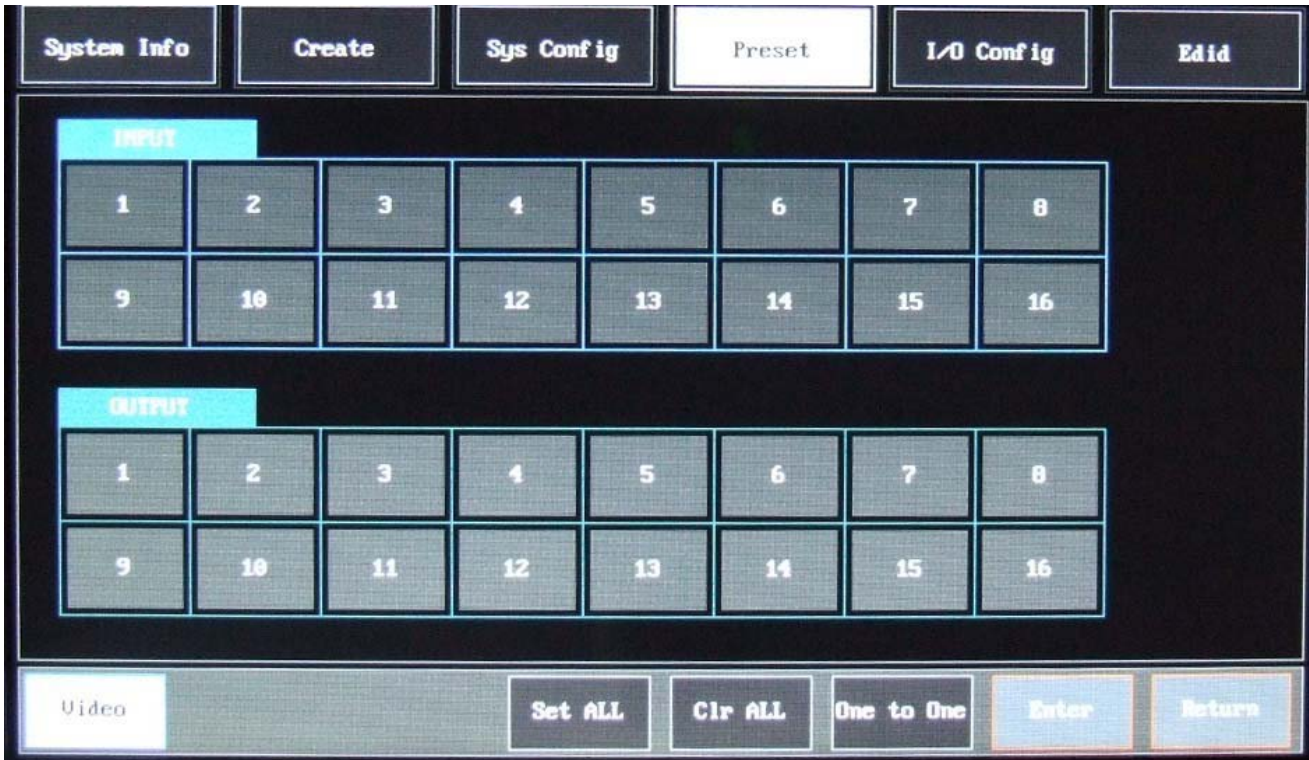 System Info Create Sys Config Preset I/O Config Edid
INPUT
1 2 3 4 5 6 7 8
9 10 11 12 13 14 15 16
OUTPUT
1 2 3 4 5 6 7 8
9 10 11 12 13 14 15 16
Video Set ALL Clr ALL One to One Enter Return